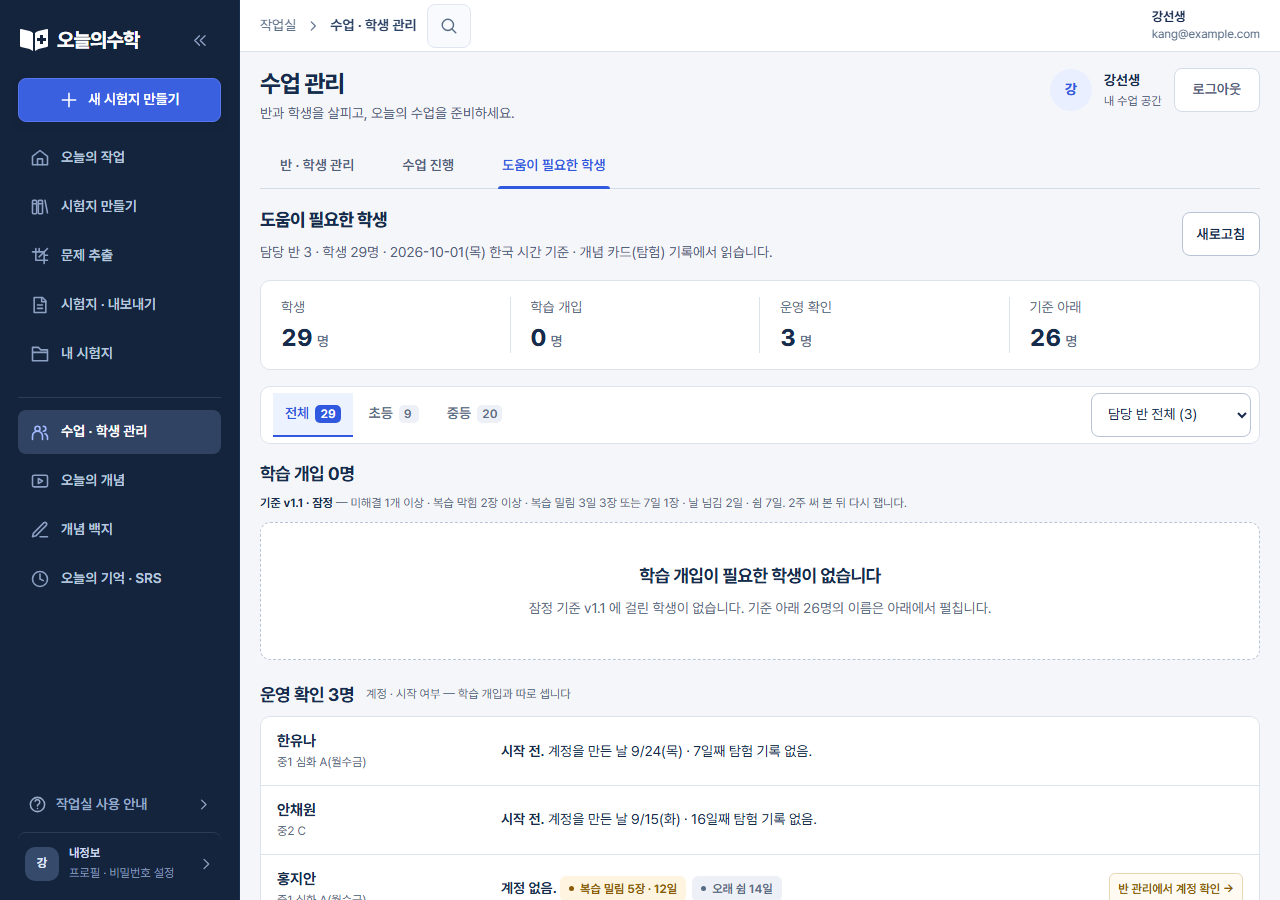 오늘의수학
새 시험지 만들기
오늘의 작업
시험지 만들기
문제 추출
시험지 · 내보내기
내 시험지
수업 · 학생 관리
오늘의 개념
개념 백지
오늘의 기억 · SRS
작업실 사용 안내
강
내정보
프로필 · 비밀번호 설정
작업실 > 수업 · 학생 관리
강선생
kang@example.com
수업 관리
반과 학생을 살피고, 오늘의 수업을 준비하세요.
강
강선생
내 수업 공간
로그아웃
반 · 학생 관리 수업 진행 도움이 필요한 학생
도움이 필요한 학생
담당 반 3 · 학생 29명 · 2026-10-01(목) 한국 시간 기준 · 개념 카드(탐험) 기록에서 읽습니다.
새로고침
학생 학습 개입 운영 확인 기준 아래
29 명 0 명 3 명 26 명
전체 29 초등 9 중등 20
담당 반 전체 (3)
학습 개입 0명
기준 v1.1 · 잠정 — 미해결 1개 이상 · 복습 막힘 2장 이상 · 복습 밀림 3일 3장 또는 7일 1장 · 날 넘김 2일 · 쉼 7일. 2주 써 본 뒤 다시 잽니다.
학습 개입이 필요한 학생이 없습니다
잠정 기준 v1.1 에 걸린 학생이 없습니다. 기준 아래 26명의 이름은 아래에서 펼칩니다.
운영 확인 3명 계정 · 시작 여부 — 학습 개입과 따로 셉니다
한유나
중1 심화 A(월수금)
시작 전. 계정을 만든 날 9/24(목) · 7일째 탐험 기록 없음.
안채원
중2 C
시작 전. 계정을 만든 날 9/15(화) · 16일째 탐험 기록 없음.
홍지안
중1 심화 A(월수금)
계정 없음. • 복습 밀림 5장 · 12일 • 오래 쉼 14일
반 관리에서 계정 확인 →